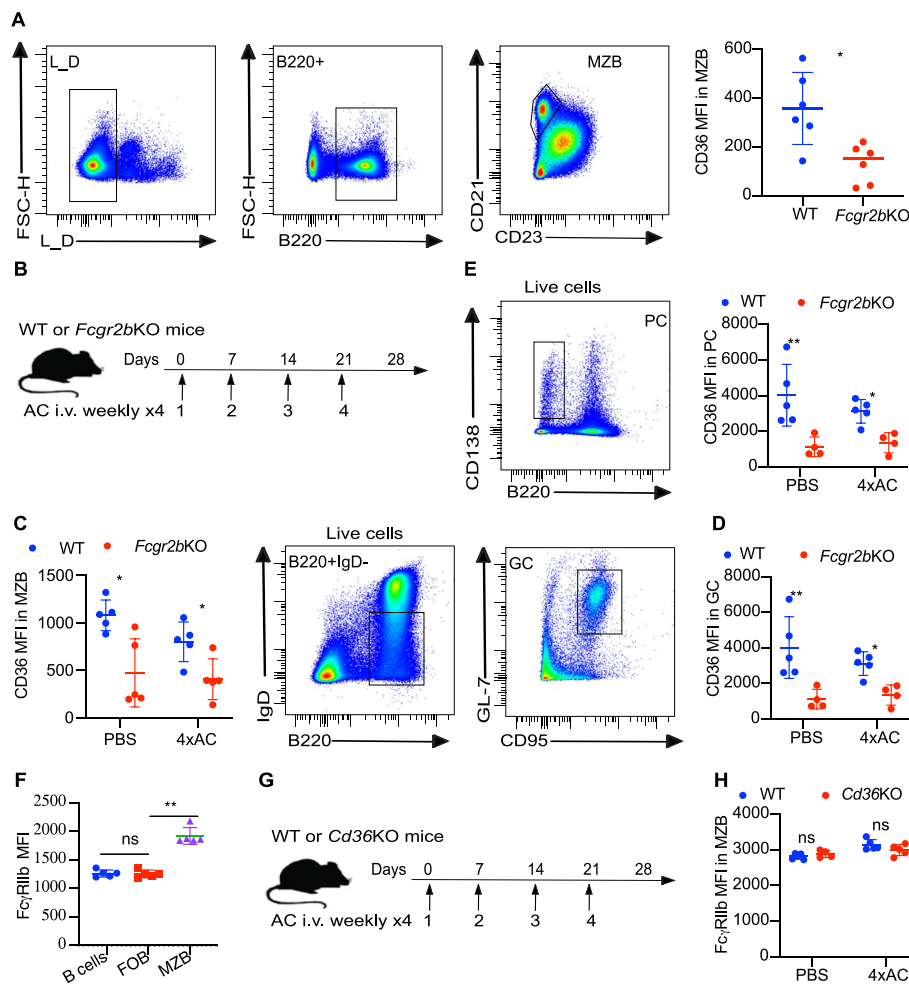 A
L_D
FSC-H
L_D
B220+
FSC-H
B220
MZB
CD21
CD23
CD36 MFI in MZB
600
400
200
0
*
WT
Fcgr2bKO
B
WT or Fcgr2bKO mice
Days 0 7 14 21 28
AC i.v. weekly x4 1 2 3 4
E
Live cells
PC
CD138
B220
WT Fcgr2bKO
CD36 MFI in PC
8000
6000
4000
2000
0
**
*
PBS 4xAC
C
WT Fcgr2bKO
CD36 MFI in MZB
1500
1000
500
0
*
*
PBS 4xAC
Live cells
B220+IgD-
IgD
B220
GC
GL-7
CD95
D
WT Fcgr2bKO
CD36 MFI in GC
8000
6000
4000
2000
0
**
*
PBS 4xAC
F
FcγRIIb MFI
2500
2000
1500
1000
500
0
ns
**
B cells
FOB
MZB
G
WT or Cd36KO mice
Days 0 7 14 21 28
AC i.v. weekly x4 1 2 3 4
H
WT Cd36KO
FcγRIIb MFI in MZB
4000
3000
2000
1000
0
ns
ns
PBS 4xAC